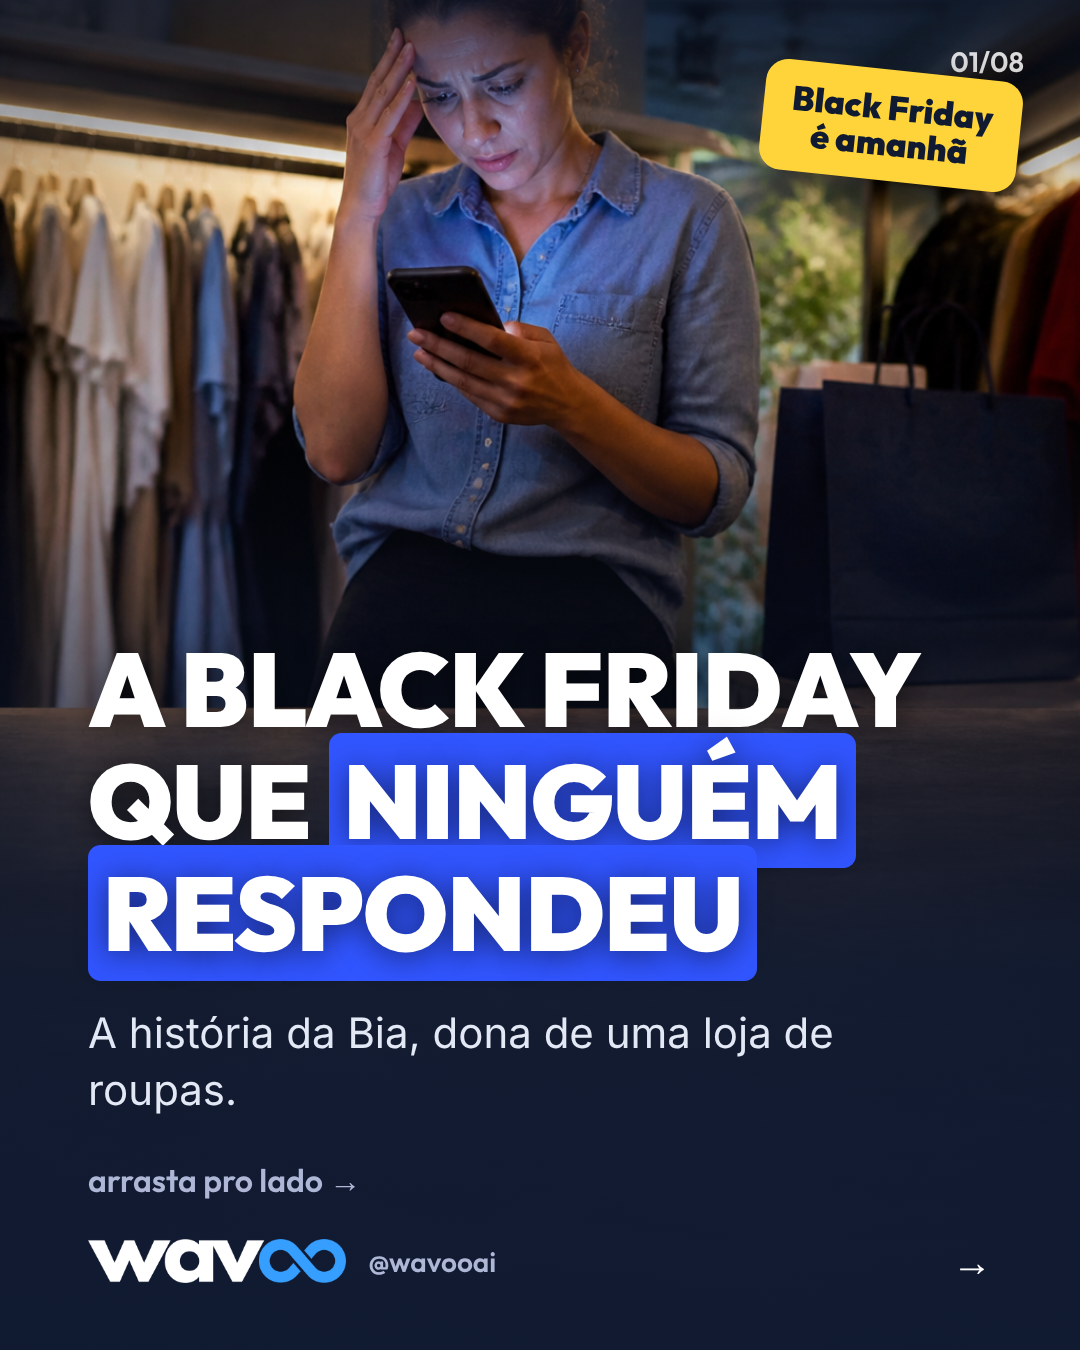 01/08
Black Friday
é amanhã
A BLACK FRIDAY
QUE NINGUÉM
RESPONDEU
A história da Bia, dona de uma loja de
roupas.
arrasta pro lado →
wavoo @wavooai →